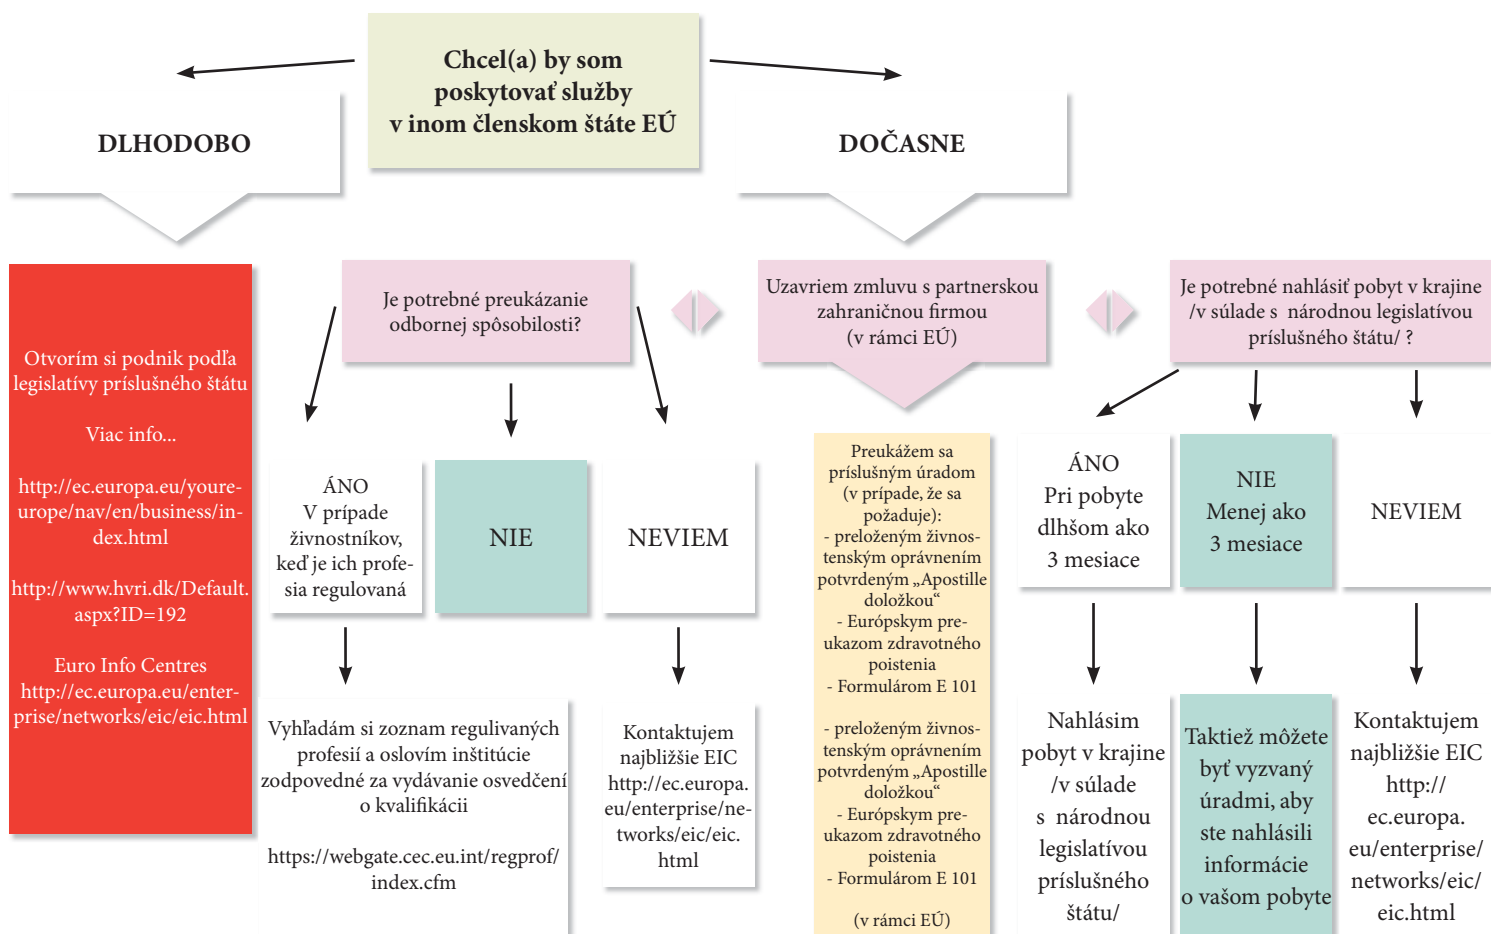 Chcel(a) by som
poskytovať služby
v inom členskom štáte EÚ
DLHODOBO
DOČASNE
Otvorím si podnik podľa
legislatívy príslušného štátu
Viac info...
http://ec.europa.eu/youre-
urope/nav/en/business/in-
dex.html
http://www.hvri.dk/Default.
aspx?ID=192
Euro Info Centres
http://ec.europa.eu/enter-
prise/networks/eic/eic.html
Je potrebné preukázanie
odbornej spôsobilosti?
ÁNO
V prípade
živnostníkov,
keď je ich profe-
sia regulovaná
NIE
NEVIEM
Vyhľadám si zoznam regulivaných
profesií a oslovím inštitúcie
zodpovedné za vydávanie osvedčení
o kvalifikácii
https://webgate.cec.eu.int/regprof/
index.cfm
Kontaktujem
najbližšie EIC
http://ec.europa.
eu/enterprise/ne-
tworks/eic/eic.
html
Uzavriem zmluvu s partnerskou
zahraničnou firmou
(v rámci EÚ)
Preukážem sa
príslušným úradom
(v prípade, že sa
požaduje):
- preloženým živnos-
tenským oprávnením
potvrdeným „Apostille
doložkou“
- Európskym pre-
ukazom zdravotného
poistenia
- Formulárom E 101
- preloženým živnos-
tenským oprávnením
potvrdeným „Apostille
doložkou“
- Európskym pre-
ukazom zdravotného
poistenia
- Formulárom E 101
(v rámci EÚ)
Je potrebné nahlásiť pobyt v krajine
/v súlade s národnou legislatívou
príslušného štátu/ ?
ÁNO
Pri pobyte
dlhšom ako
3 mesiace
NIE
Menej ako
3 mesiace
NEVIEM
Nahlásim
pobyt v krajine
/v súlade
s národnou
legislatívou
príslušného
štátu/
Taktiež môžete
byť vyzvaný
úradmi, aby
ste nahlásili
informácie
o vašom pobyte
Kontaktujem
najbližšie EIC
http://
ec.europa.
eu/enterprise/
networks/eic/
eic.html